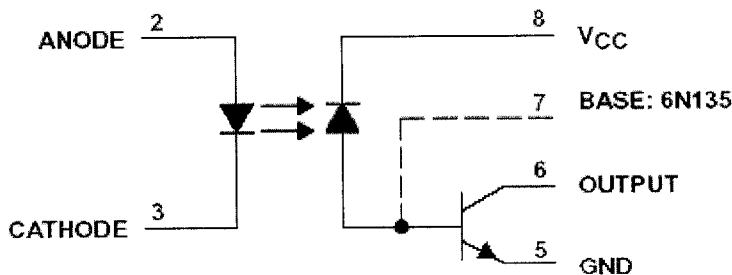 ANODE 2
8 VCC
7 BASE: 6N135
6 OUTPUT
CATHODE 3
5 GND